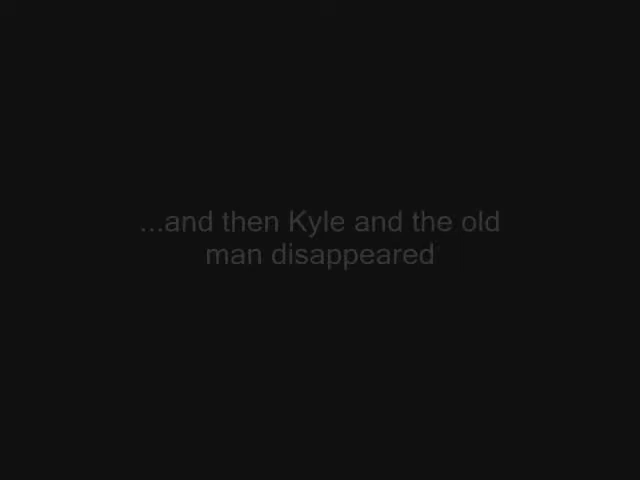 ...and then Kyle and the old
man disappeared